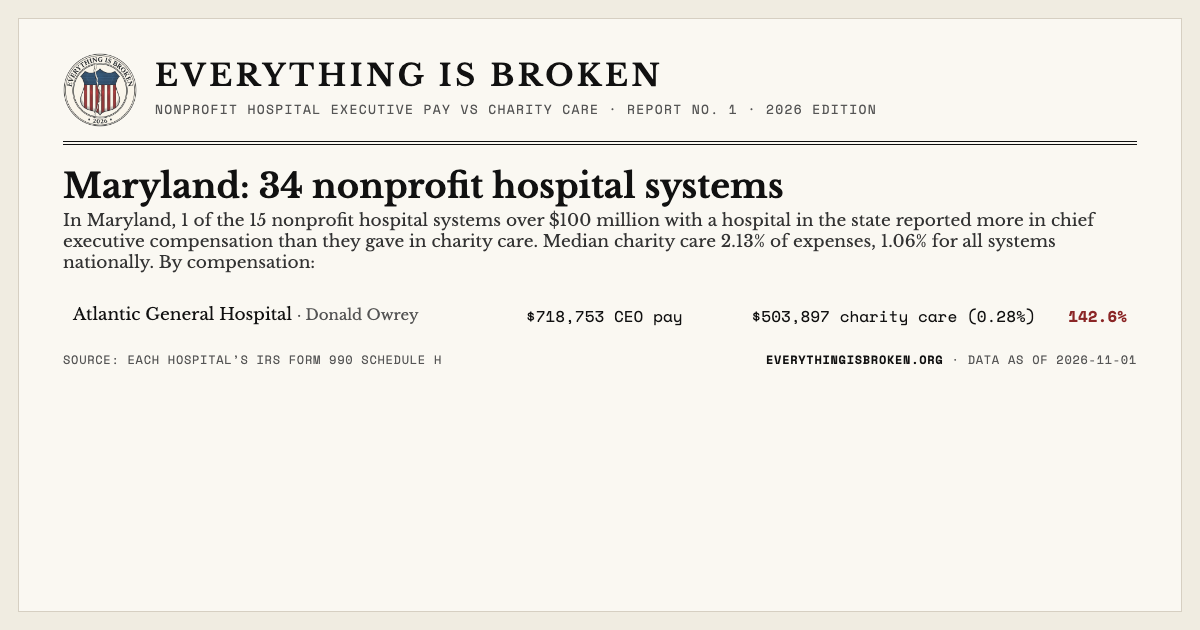 EVERYTHING IS BROKEN
· 2026 ·
EVERYTHING IS BROKEN
NONPROFIT HOSPITAL EXECUTIVE PAY VS CHARITY CARE · REPORT NO. 1 · 2026 EDITION
Maryland: 34 nonprofit hospital systems
In Maryland, 1 of the 15 nonprofit hospital systems over $100 million with a hospital in the state reported more in chief
executive compensation than they gave in charity care. Median charity care 2.13% of expenses, 1.06% for all systems
nationally. By compensation:
Atlantic General Hospital · Donald Owrey $718,753 CEO pay $503,897 charity care (0.28%) 142.6%
SOURCE: EACH HOSPITAL'S IRS FORM 990 SCHEDULE H EVERYTHINGISBROKEN.ORG · DATA AS OF 2026-11-01